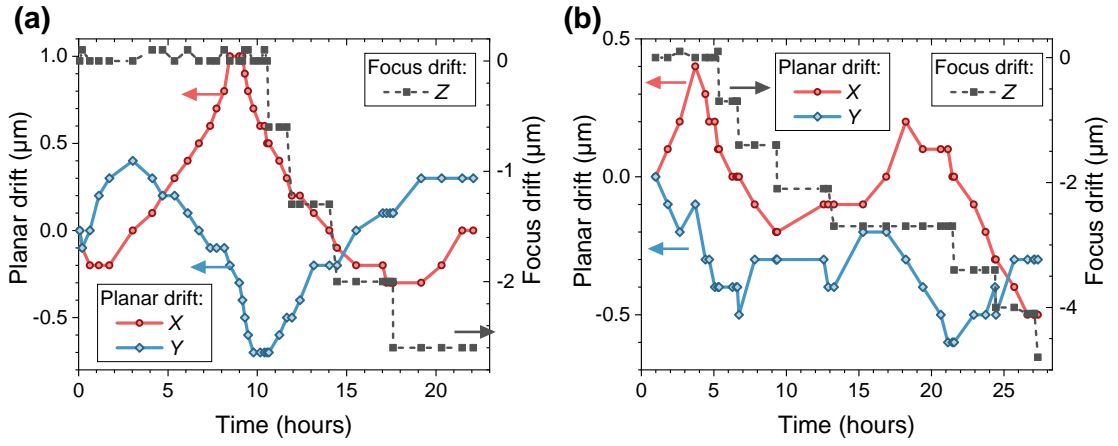 (a)
Planar drift (µm)
1.0
0.5
0.0
-0.5
0
5
10
15
20
Time (hours)
Focus drift (µm)
0
-1
-2
Focus drift:
Z
Planar drift:
X
Y
(b)
Planar drift (µm)
0.5
0.0
-0.5
0
5
10
15
20
25
Time (hours)
Focus drift (µm)
0
-2
-4
Planar drift:
X
Y
Focus drift:
Z